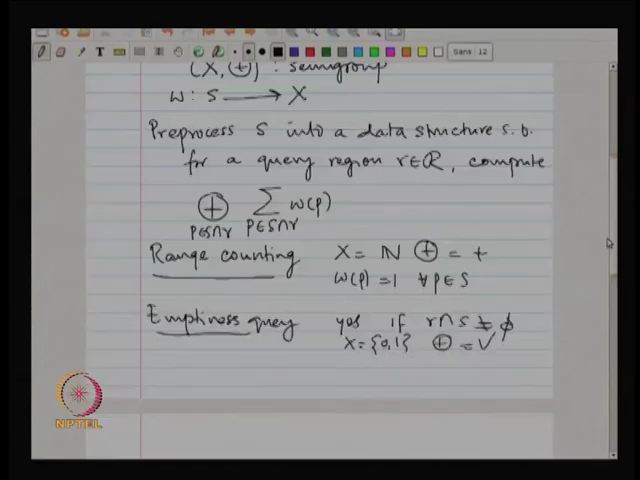 Sans 12
(X, ⊕) : semigroup
W : S ⟶ X
Preprocess S into a data structure s.t.
for a query region r∈ℛ, compute
⊕ Σ W(p)
p∈S∩r p∈S∩r
Range counting X = ℕ ⊕ = +
W(p) = 1 ∀p∈S
Emptiness query yes if r∩S ≠ ϕ
X = {0,1} ⊕ = ∨
NPTEL